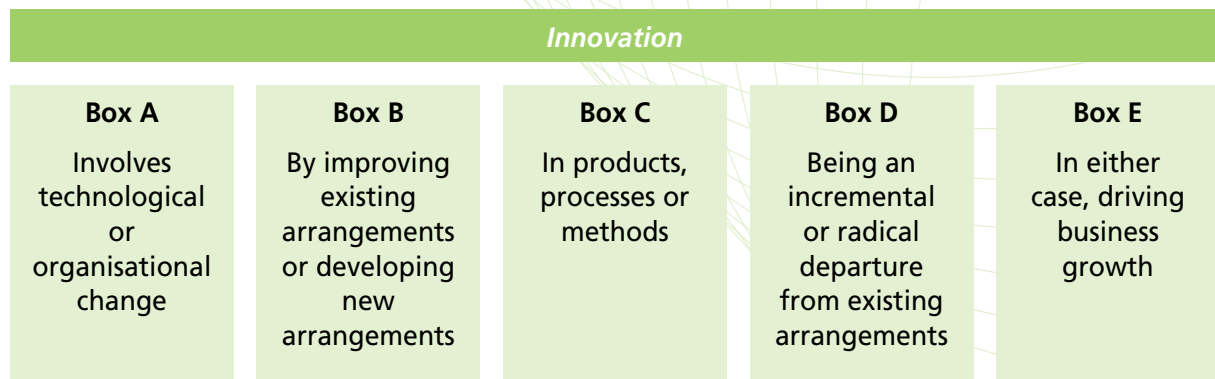 Innovation
Box A
Involves
technological
or
organisational
change
Box B
By improving
existing
arrangements
or developing
new
arrangements
Box C
In products,
processes or
methods
Box D
Being an
incremental
or radical
departure
from existing
arrangements
Box E
In either
case, driving
business
growth